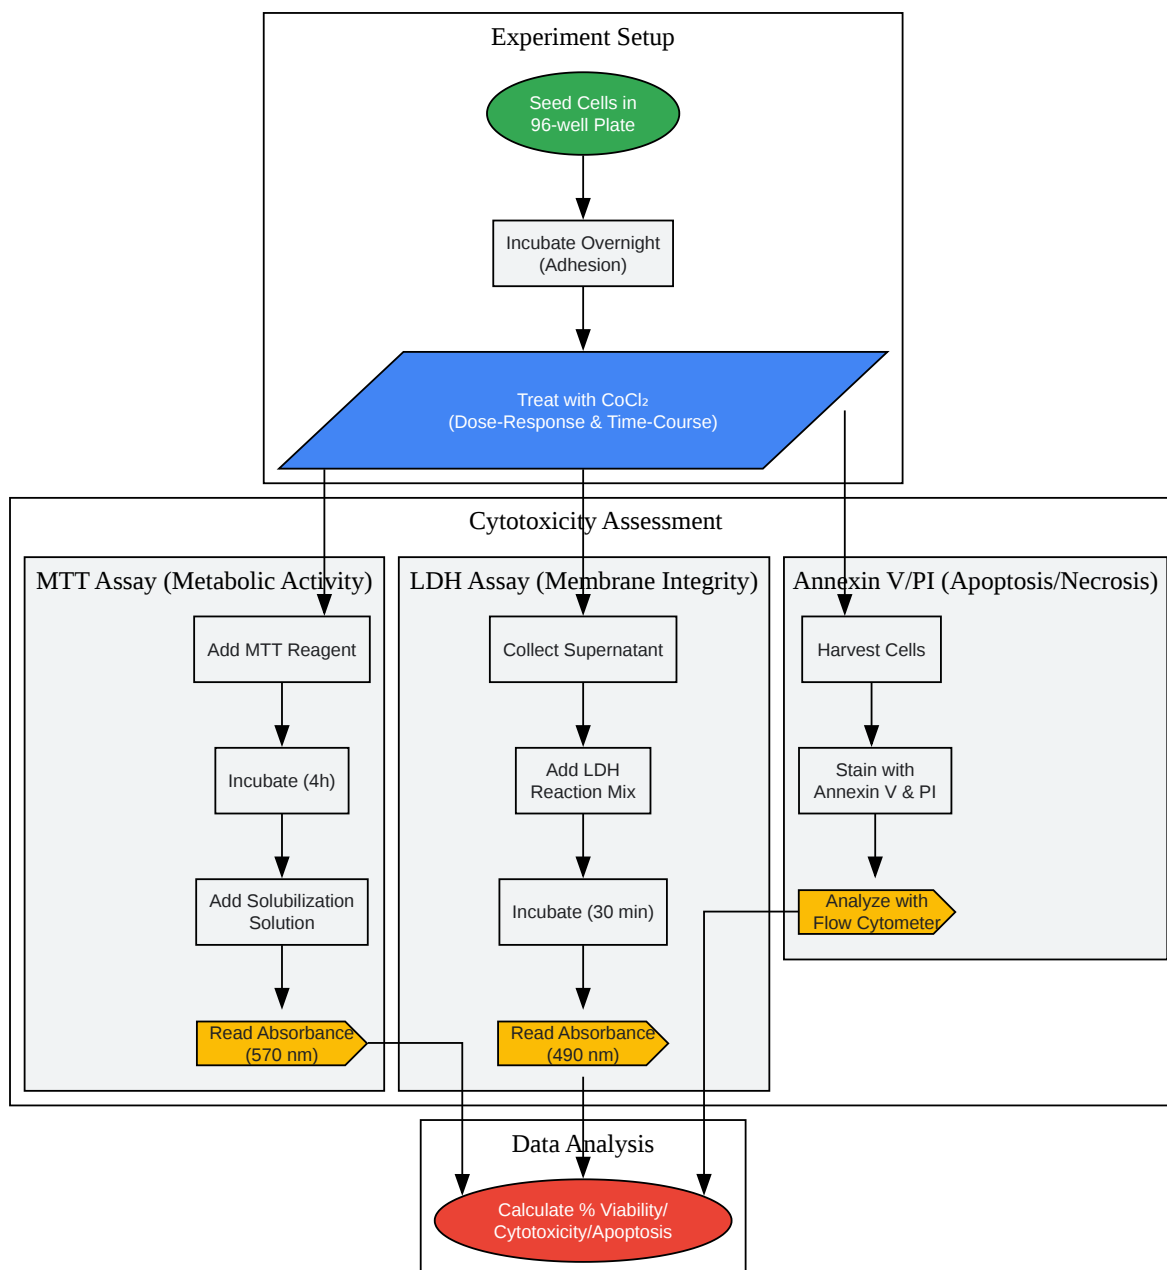 Experiment Setup
Seed Cells in
96-well Plate
Incubate Overnight
(Adhesion)
Treat with CoCl₂
(Dose-Response & Time-Course)
Cytotoxicity Assessment
MTT Assay (Metabolic Activity)
Add MTT Reagent
Incubate (4h)
Add Solubilization
Solution
Read Absorbance
(570 nm)
LDH Assay (Membrane Integrity)
Collect Supernatant
Add LDH
Reaction Mix
Incubate (30 min)
Read Absorbance
(490 nm)
Annexin V/PI (Apoptosis/Necrosis)
Harvest Cells
Stain with
Annexin V & PI
Analyze with
Flow Cytometer
Data Analysis
Calculate % Viability/
Cytotoxicity/Apoptosis